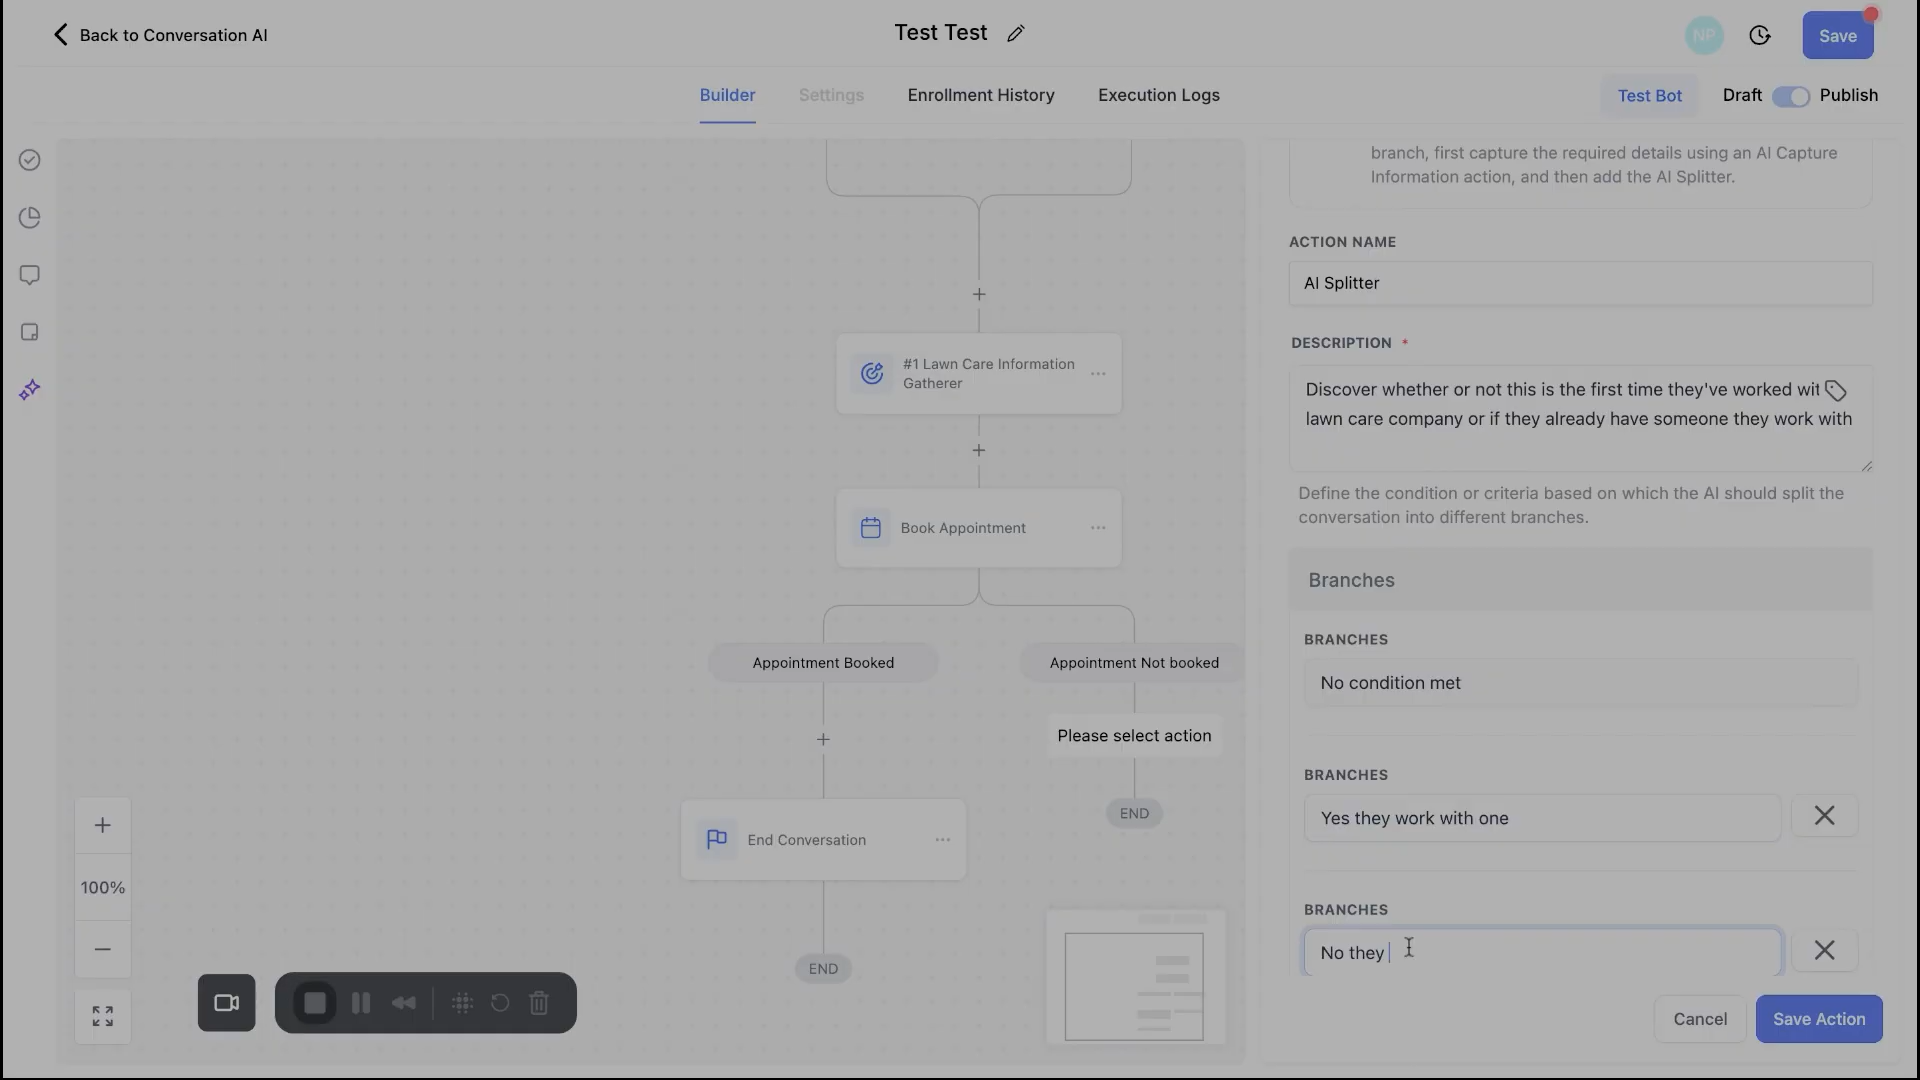 Back to Conversation AI
Test Test
NP
Save
Builder
Settings
Enrollment History
Execution Logs
Test Bot
Draft
Publish
branch, first capture the required details using an AI Capture
Information action, and then add the AI Splitter.
ACTION NAME
AI Splitter
DESCRIPTION *
Discover whether or not this is the first time they've worked wit
lawn care company or if they already have someone they work with
Define the condition or criteria based on which the AI should split the
conversation into different branches.
Branches
BRANCHES
No condition met
BRANCHES
Yes they work with one
BRANCHES
No they
Cancel
Save Action
#1 Lawn Care Information
Gatherer
Book Appointment
Appointment Booked
Appointment Not booked
Please select action
END
End Conversation
END
100%